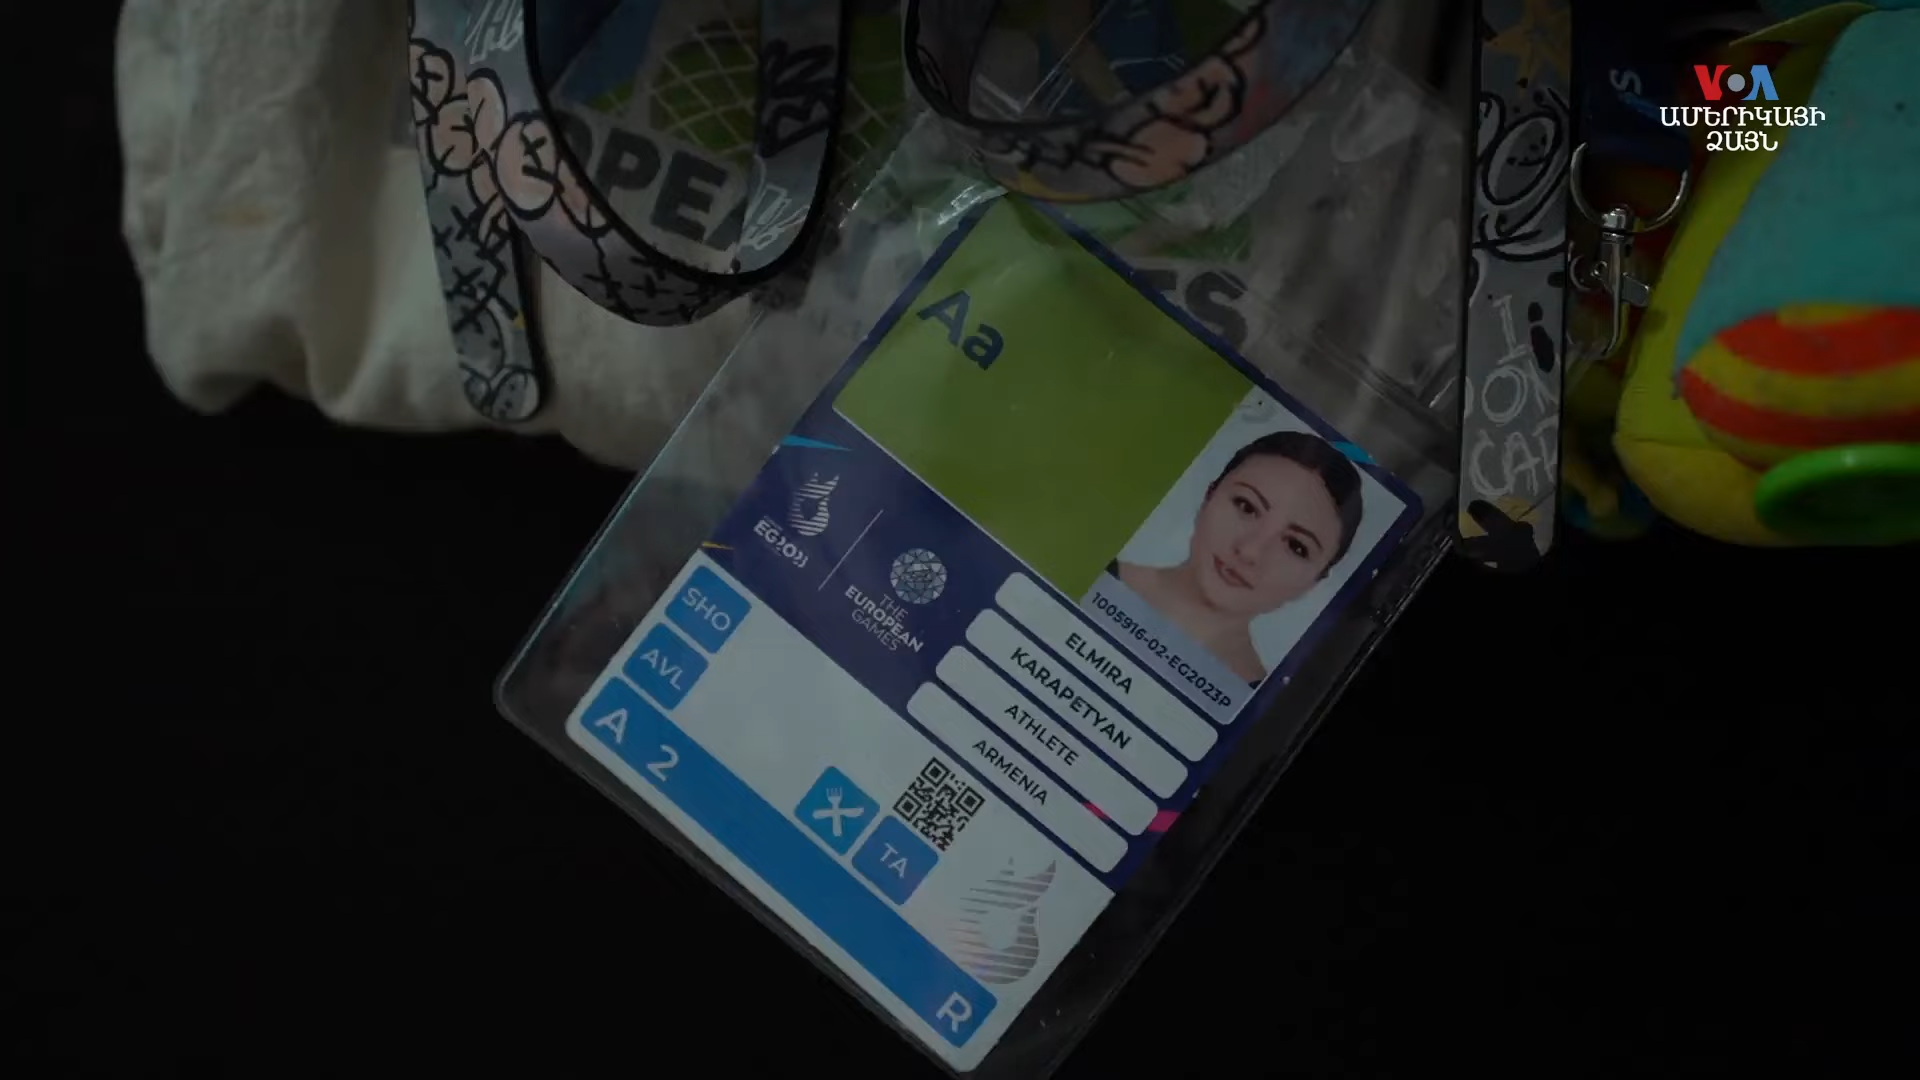 VOA
ԱՄԵՐԻԿԱՅԻ
ՁԱՅՆ
Aa
EG2023
THE
EUROPEAN
GAMES
1005916-02-EG2023P
ELMIRA
KARAPETYAN
ATHLETE
ARMENIA
SHO
AVL
A 2
TA
R